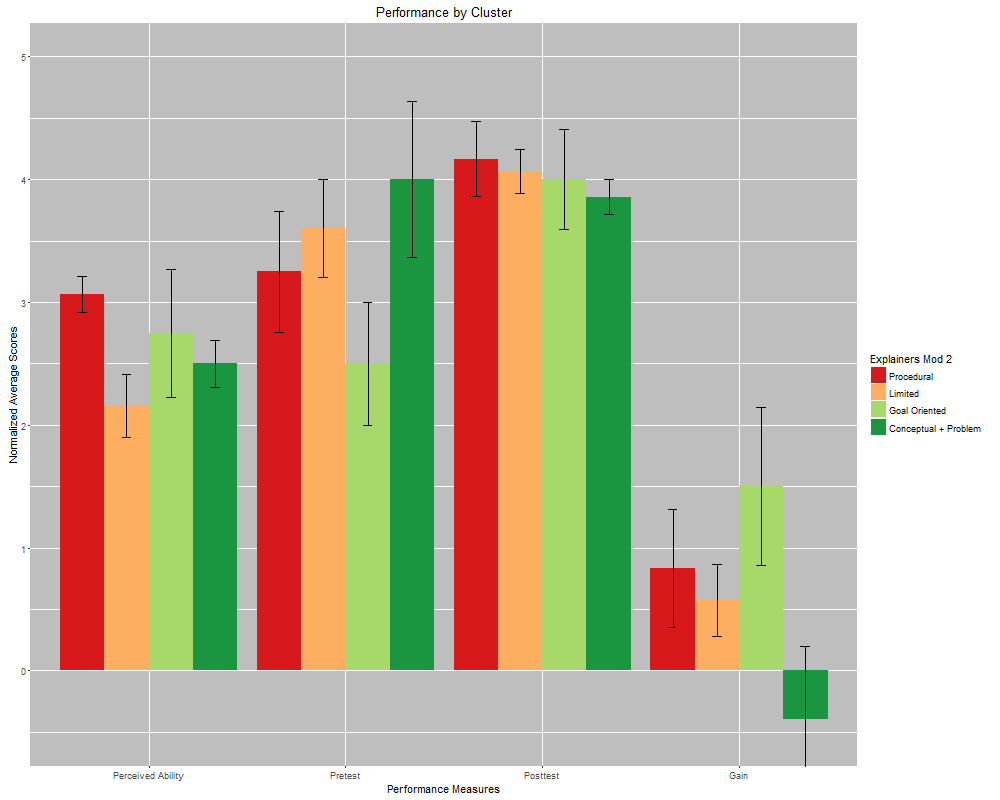 Performance by Cluster
5
4
3
2
1
0
Normalized Average Scores
Perceived Ability
Pretest
Posttest
Gain
Performance Measures
Explainers Mod 2
Procedural
Limited
Goal Oriented
Conceptual + Problem